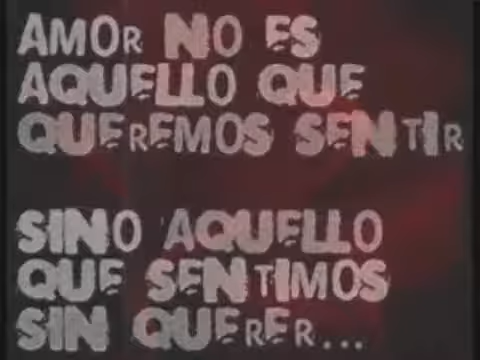 AMOR NO ES
AQUELLO QUE
QUEREMOS SENTIR
SINO AQUELLO
QUE SENTIMOS
SIN QUERER...